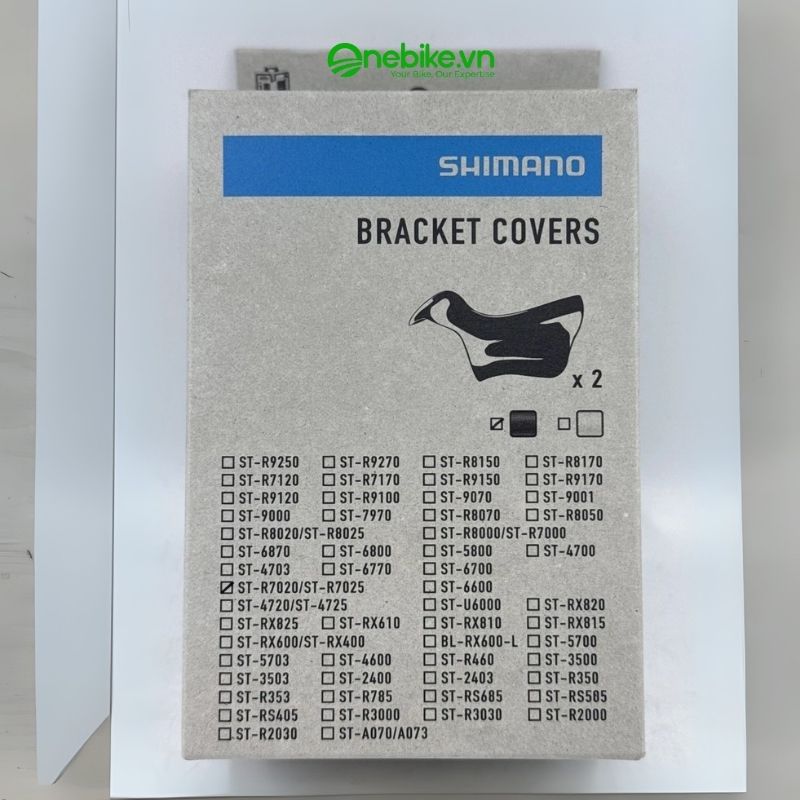 Onebike.vn
Your Bike, Our Expertise
SHIMANO
BRACKET COVERS
x 2
ST-R9250 ST-R9270 ST-R8150 ST-R8170
ST-R7120 ST-R7170 ST-R9150 ST-R9170
ST-R9120 ST-R9100 ST-9070 ST-9001
ST-9000 ST-7970 ST-R8070 ST-R8050
ST-R8020/ST-R8025 ST-R8000/ST-R7000
ST-6870 ST-6800 ST-5800 ST-4700
ST-4703 ST-6770 ST-6700
ST-R7020/ST-R7025 ST-6600
ST-4720/ST-4725 ST-U6000 ST-RX820
ST-RX825 ST-RX610 ST-RX810 ST-RX815
ST-RX600/ST-RX400 BL-RX600-L ST-5700
ST-5703 ST-4600 ST-R460 ST-3500
ST-3503 ST-2400 ST-2403 ST-R350
ST-R353 ST-R785 ST-RS685 ST-RS505
ST-RS405 ST-R3000 ST-R3030 ST-R2000
ST-R2030 ST-A070/A073